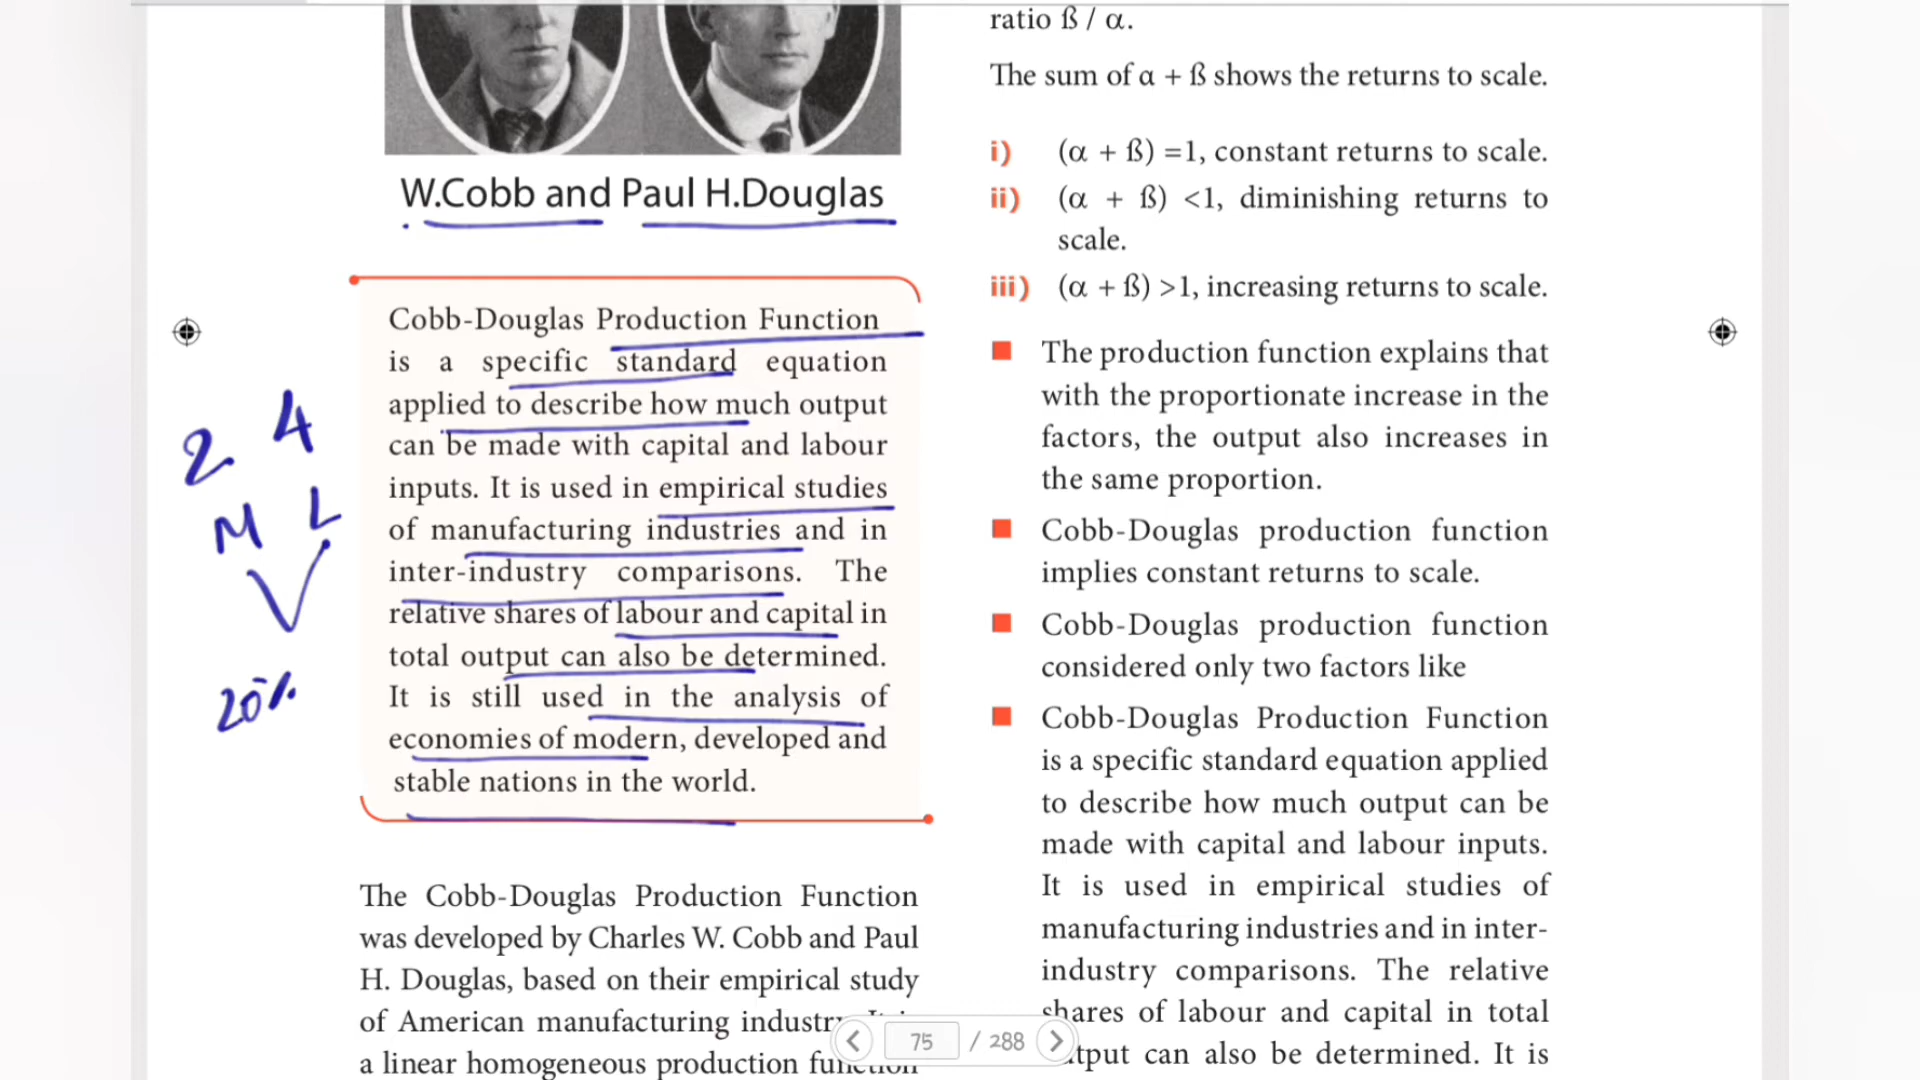 W.Cobb and Paul H.Douglas
Cobb-Douglas Production Function
is a specific standard equation
applied to describe how much output
can be made with capital and labour
inputs. It is used in empirical studies
of manufacturing industries and in
inter-industry comparisons. The
relative shares of labour and capital in
total output can also be determined.
It is still used in the analysis of
economies of modern, developed and
stable nations in the world.
2 4
M L
20%
The Cobb-Douglas Production Function
was developed by Charles W. Cobb and Paul
H. Douglas, based on their empirical study
of American manufacturing
a linear homogeneous production function
ratio ß / α.
The sum of α + ß shows the returns to scale.
i) (α + ß) =1, constant returns to scale.
ii) (α + ß) <1, diminishing returns to
scale.
iii) (α + ß) >1, increasing returns to scale.
The production function explains that
with the proportionate increase in the
factors, the output also increases in
the same proportion.
Cobb-Douglas production function
implies constant returns to scale.
Cobb-Douglas production function
considered only two factors like
Cobb-Douglas Production Function
is a specific standard equation applied
to describe how much output can be
made with capital and labour inputs.
It is used in empirical studies of
manufacturing industries and in inter-
industry comparisons. The relative
shares of labour and capital in total
can also be determined. It is
75 / 288